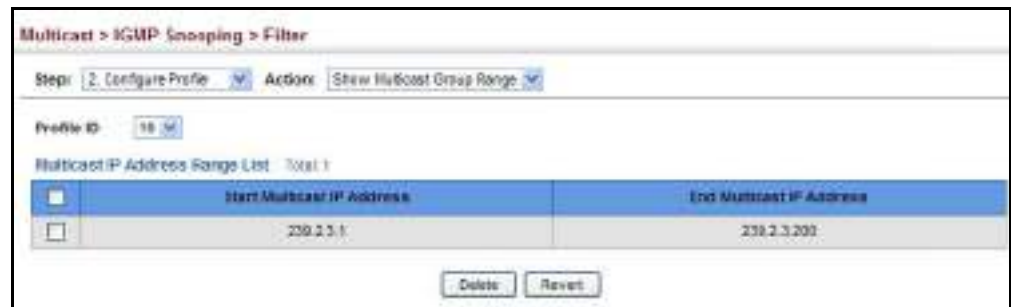 Multicast > IGMP Snooping > Filter
Step: 2. Configure Profile Action: Show Multicast Group Range
Profile ID 19
Multicast IP Address Range List Total: 1
Start Multicast IP Address End Multicast IP Address
239.2.3.1 239.2.3.200
Delete Revert